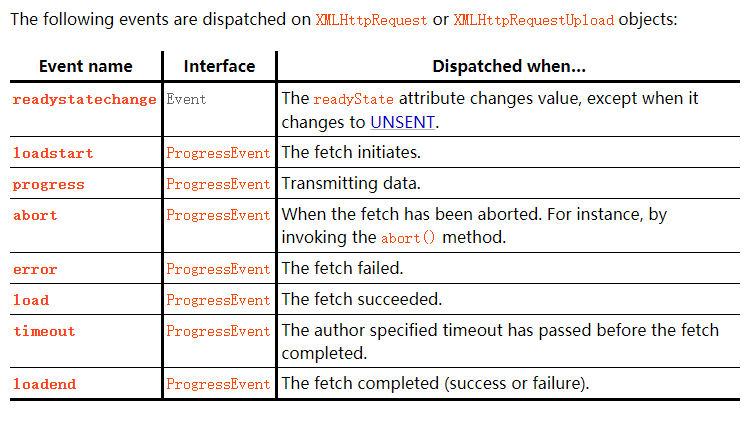 The following events are dispatched on XMLHttpRequest or XMLHttpRequestUpload objects:
Event name Interface Dispatched when...
readystatechange Event The readyState attribute changes value, except when it
changes to UNSENT.
loadstart ProgressEvent The fetch initiates.
progress ProgressEvent Transmitting data.
abort ProgressEvent When the fetch has been aborted. For instance, by
invoking the abort() method.
error ProgressEvent The fetch failed.
load ProgressEvent The fetch succeeded.
timeout ProgressEvent The author specified timeout has passed before the fetch
completed.
loadend ProgressEvent The fetch completed (success or failure).